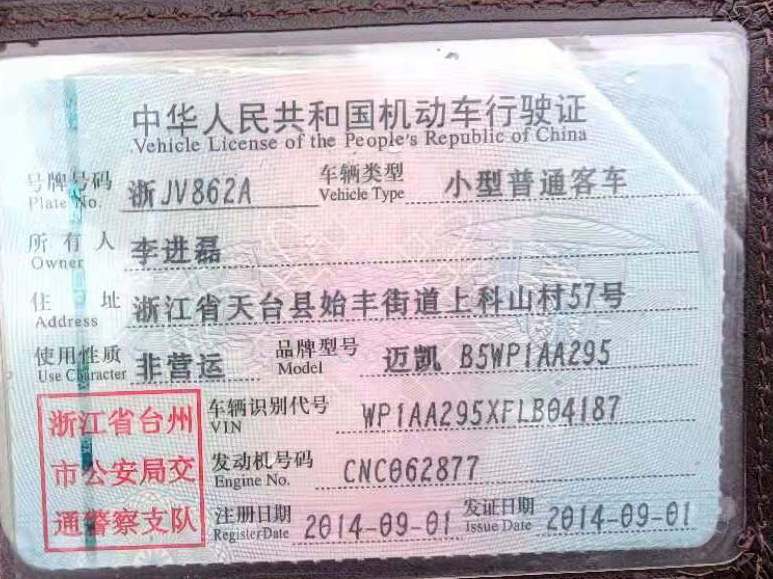 中华人民共和国机动车行驶证
Vehicle License of the People's Republic of China
号牌号码 浙JV862A 车辆类型 小型普通客车
Plate No. Vehicle Type
所有人 李进磊
Owner
住址 浙江省天台县始丰街道上科山村57号
Address
使用性质 非营运 品牌型号 迈凯 B5WP1AA295
Use Character Model
浙江省台州 车辆识别代号 WP1AA295XFLB04187
VIN
市公安局交 发动机号码 CNC062877
Engine No.
通警察支队 注册日期 2014-09-01 发证日期 2014-09-01
Register Date Issue Date